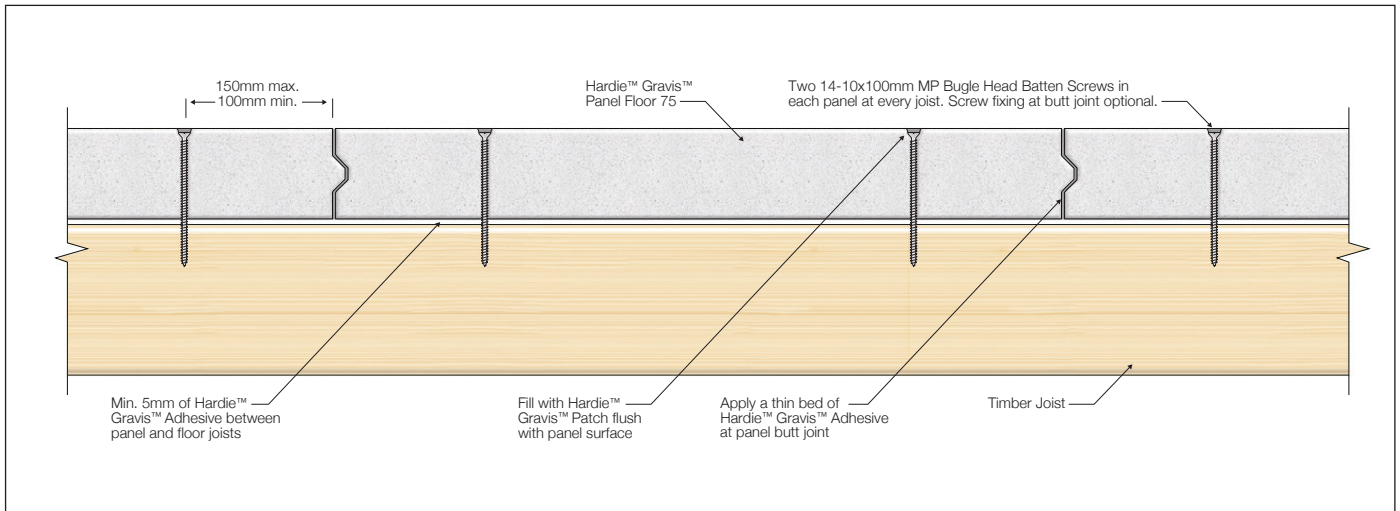 150mm max.
100mm min.
Hardie™ Gravis™
Panel Floor 75
Two 14-10x100mm MP Bugle Head Batten Screws in
each panel at every joist. Screw fixing at butt joint optional.
Min. 5mm of Hardie™
Gravis™ Adhesive between
panel and floor joists
Fill with Hardie™
Gravis™ Patch flush
with panel surface
Apply a thin bed of
Hardie™ Gravis™ Adhesive
at panel butt joint
Timber Joist